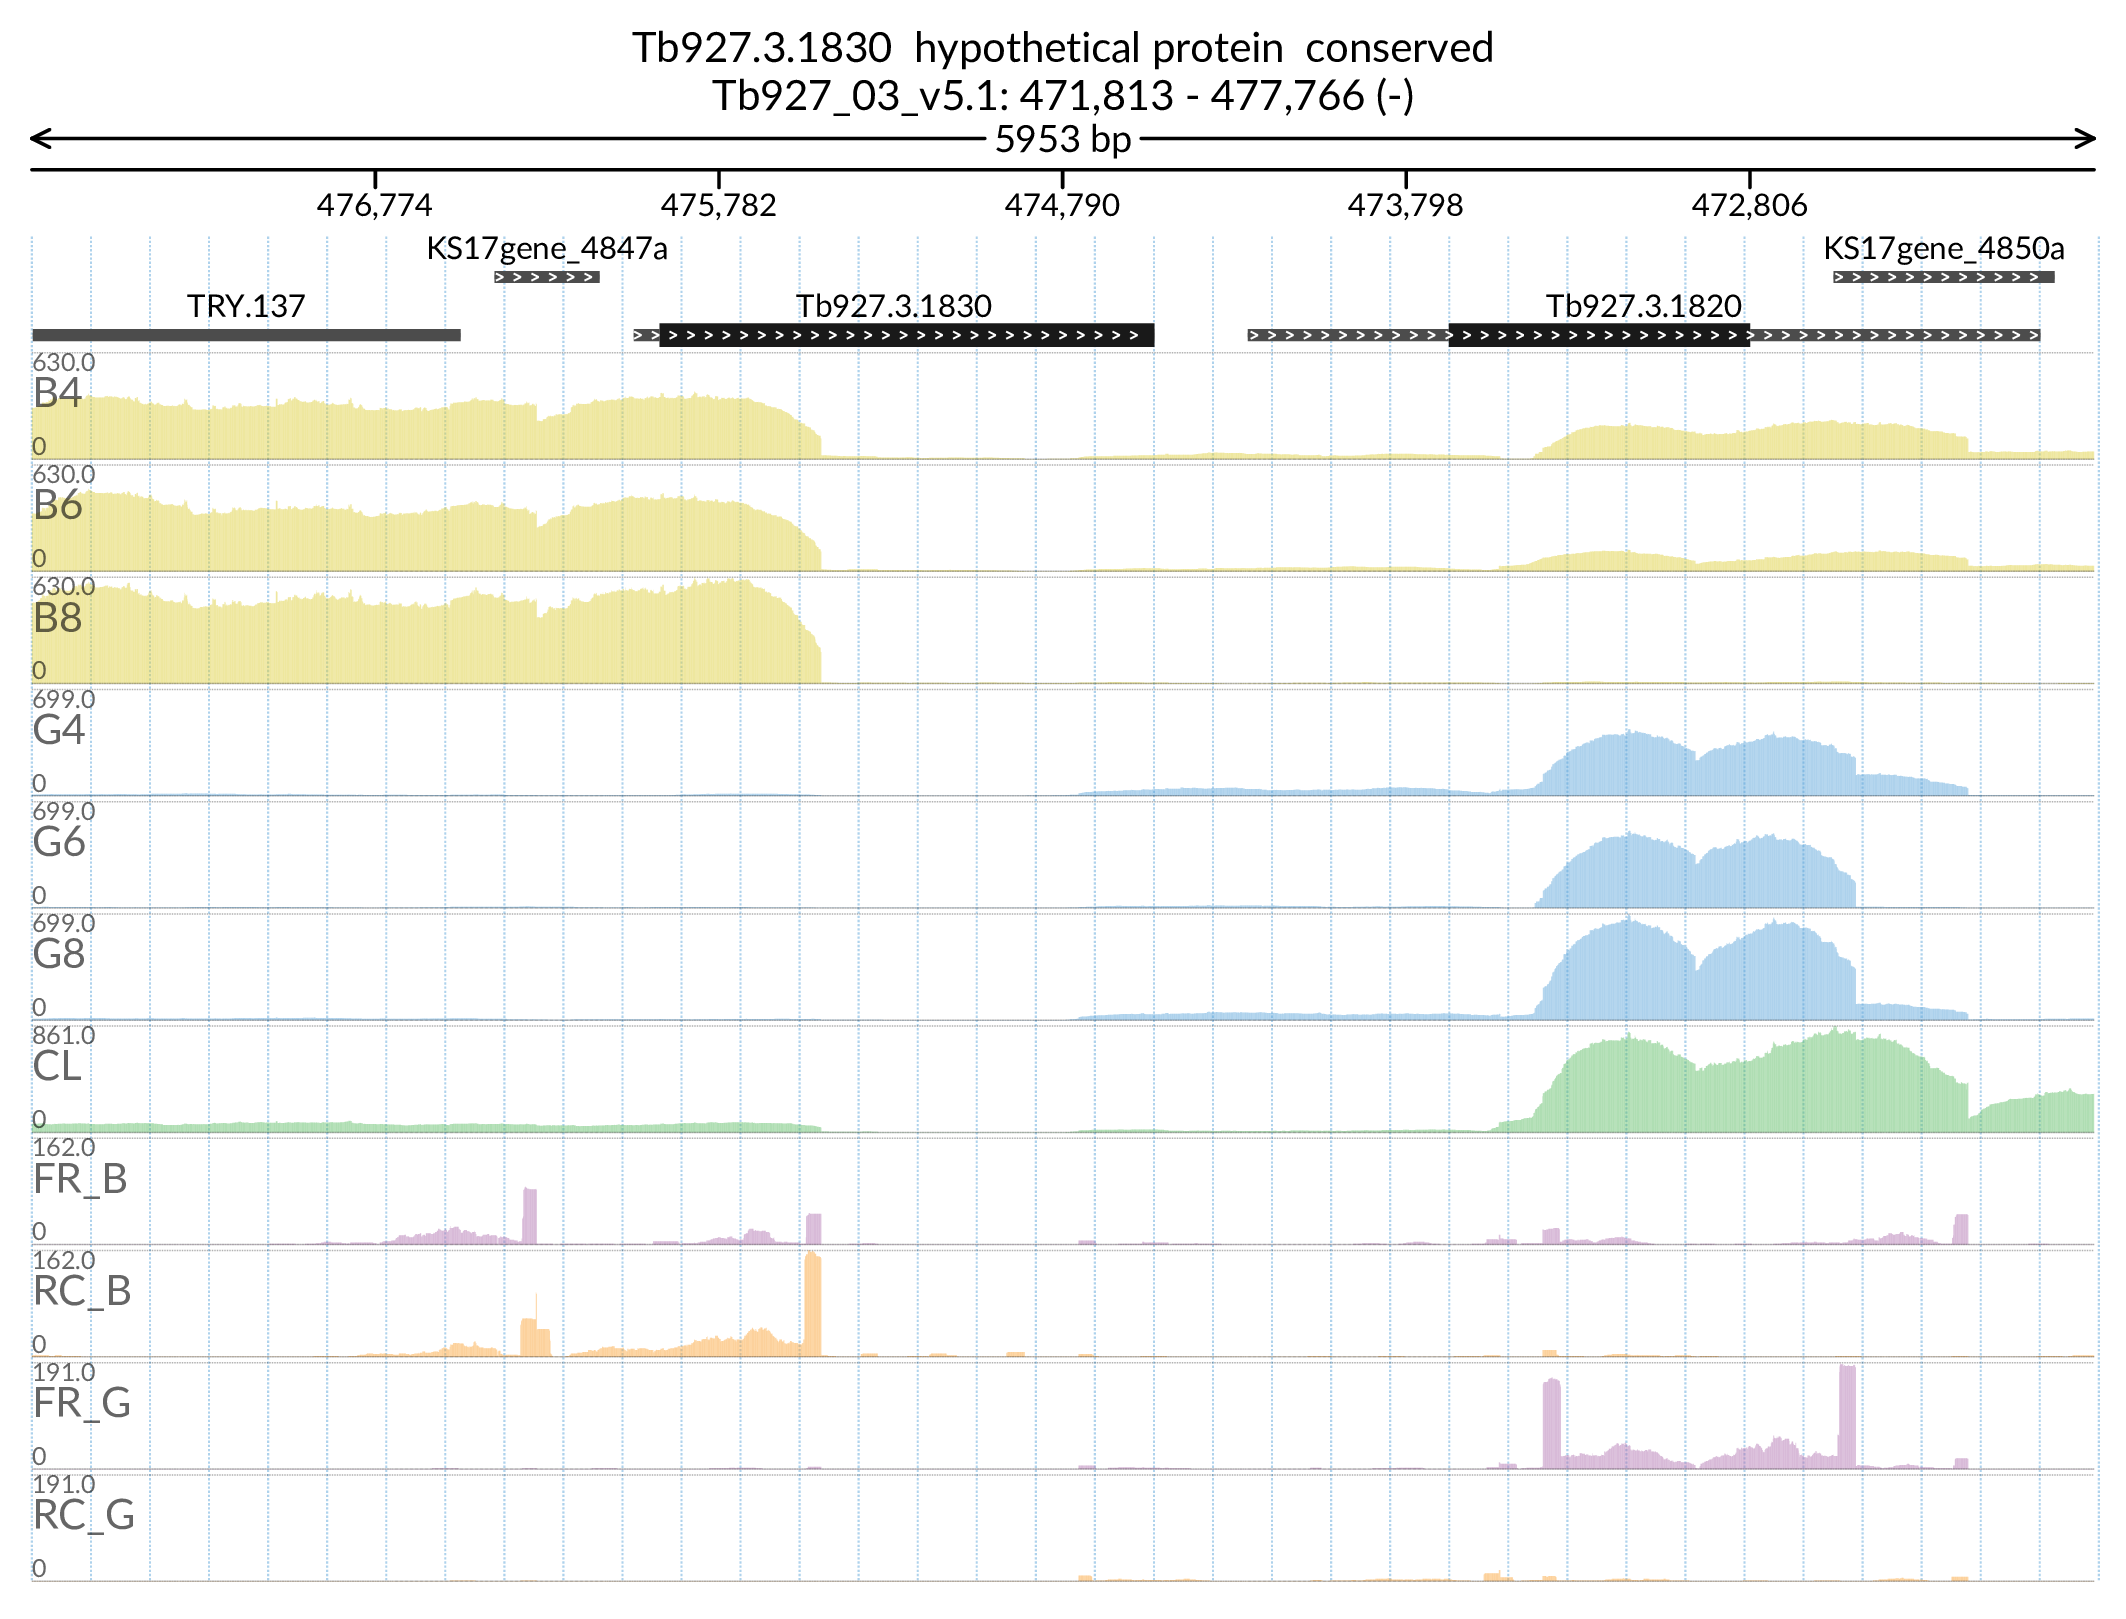 Tb927.3.1830  hypothetical protein  conserved
Tb927_03_v5.1: 471,813 - 477,766 (-)
5953 bp
476,774 475,782 474,790 473,798 472,806
KS17gene_4847a KS17gene_4850a
TRY.137 Tb927.3.1830 Tb927.3.1820
630.0
B4
0
630.0
B6
0
630.0
B8
0
699.0
G4
0
699.0
G6
0
699.0
G8
0
861.0
CL
0
162.0
FR_B
0
162.0
RC_B
0
191.0
FR_G
0
191.0
RC_G
0